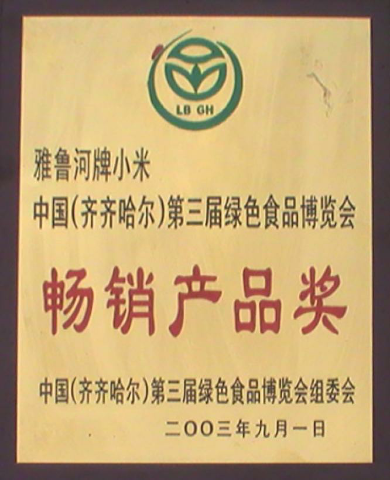 LB GH
雅鲁河牌小米
中国(齐齐哈尔)第三届绿色食品博览会
畅销产品奖
中国(齐齐哈尔)第三届绿色食品博览会组委会
二OO三年九月一日